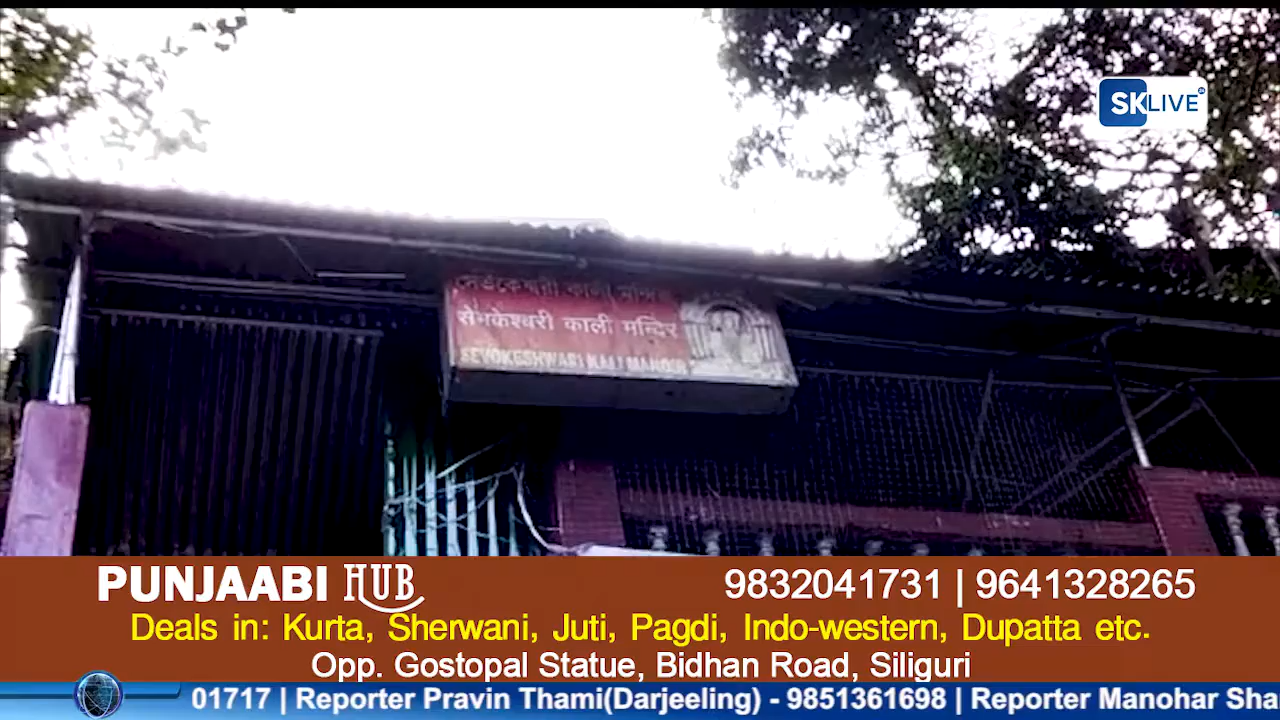 SKLIVE
सेवकेश्वरी काली मन्दिर
SEVOKESHWARI KALI MANDIR
PUNJAABI HUB
9832041731 | 9641328265
Deals in: Kurta, Sherwani, Juti, Pagdi, Indo-western, Dupatta etc.
Opp. Gostopal Statue, Bidhan Road, Siliguri
01717 | Reporter Pravin Thami(Darjeeling) - 9851361698 | Reporter Manohar Sha